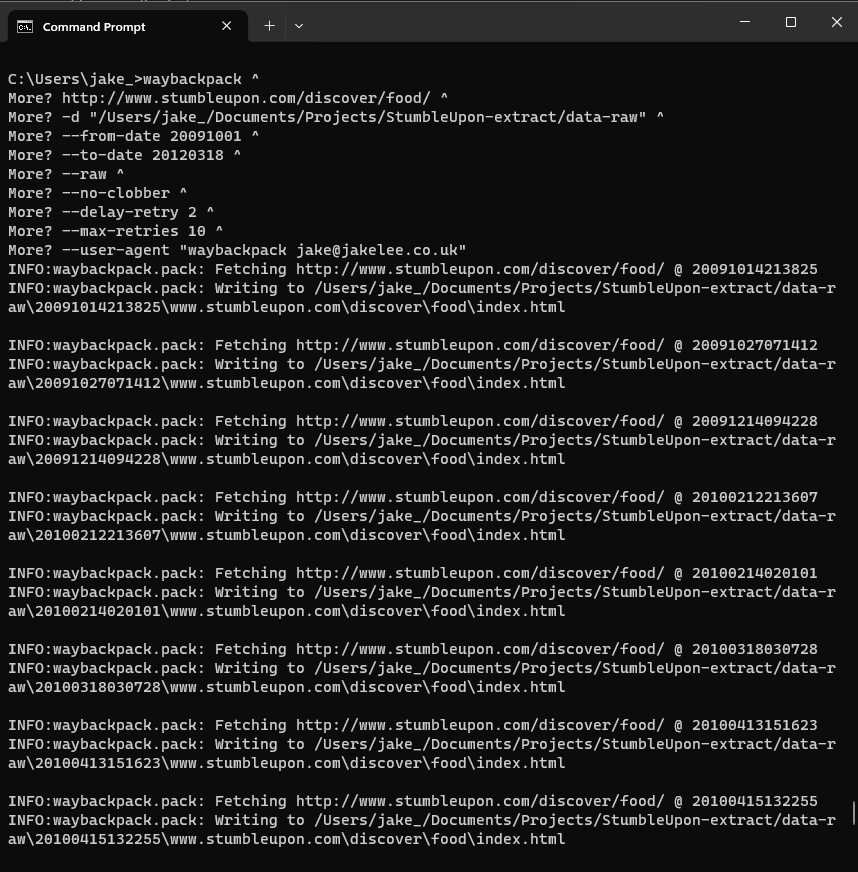 Command Prompt
C:\Users\jake_>waybackpack ^
More? http://www.stumbleupon.com/discover/food/ ^
More? -d "/Users/jake_/Documents/Projects/StumbleUpon-extract/data-raw" ^
More? --from-date 20091001 ^
More? --to-date 20120318 ^
More? --raw ^
More? --no-clobber ^
More? --delay-retry 2 ^
More? --max-retries 10 ^
More? --user-agent "waybackpack jake@jakelee.co.uk"
INFO:waybackpack.pack: Fetching http://www.stumbleupon.com/discover/food/ @ 20091014213825
INFO:waybackpack.pack: Writing to /Users/jake_/Documents/Projects/StumbleUpon-extract/data-r
aw\20091014213825\www.stumbleupon.com\discover\food\index.html
INFO:waybackpack.pack: Fetching http://www.stumbleupon.com/discover/food/ @ 20091027071412
INFO:waybackpack.pack: Writing to /Users/jake_/Documents/Projects/StumbleUpon-extract/data-r
aw\20091027071412\www.stumbleupon.com\discover\food\index.html
INFO:waybackpack.pack: Fetching http://www.stumbleupon.com/discover/food/ @ 20091214094228
INFO:waybackpack.pack: Writing to /Users/jake_/Documents/Projects/StumbleUpon-extract/data-r
aw\20091214094228\www.stumbleupon.com\discover\food\index.html
INFO:waybackpack.pack: Fetching http://www.stumbleupon.com/discover/food/ @ 20100212213607
INFO:waybackpack.pack: Writing to /Users/jake_/Documents/Projects/StumbleUpon-extract/data-r
aw\20100212213607\www.stumbleupon.com\discover\food\index.html
INFO:waybackpack.pack: Fetching http://www.stumbleupon.com/discover/food/ @ 20100214020101
INFO:waybackpack.pack: Writing to /Users/jake_/Documents/Projects/StumbleUpon-extract/data-r
aw\20100214020101\www.stumbleupon.com\discover\food\index.html
INFO:waybackpack.pack: Fetching http://www.stumbleupon.com/discover/food/ @ 20100318030728
INFO:waybackpack.pack: Writing to /Users/jake_/Documents/Projects/StumbleUpon-extract/data-r
aw\20100318030728\www.stumbleupon.com\discover\food\index.html
INFO:waybackpack.pack: Fetching http://www.stumbleupon.com/discover/food/ @ 20100413151623
INFO:waybackpack.pack: Writing to /Users/jake_/Documents/Projects/StumbleUpon-extract/data-r
aw\20100413151623\www.stumbleupon.com\discover\food\index.html
INFO:waybackpack.pack: Fetching http://www.stumbleupon.com/discover/food/ @ 20100415132255
INFO:waybackpack.pack: Writing to /Users/jake_/Documents/Projects/StumbleUpon-extract/data-r
aw\20100415132255\www.stumbleupon.com\discover\food\index.html